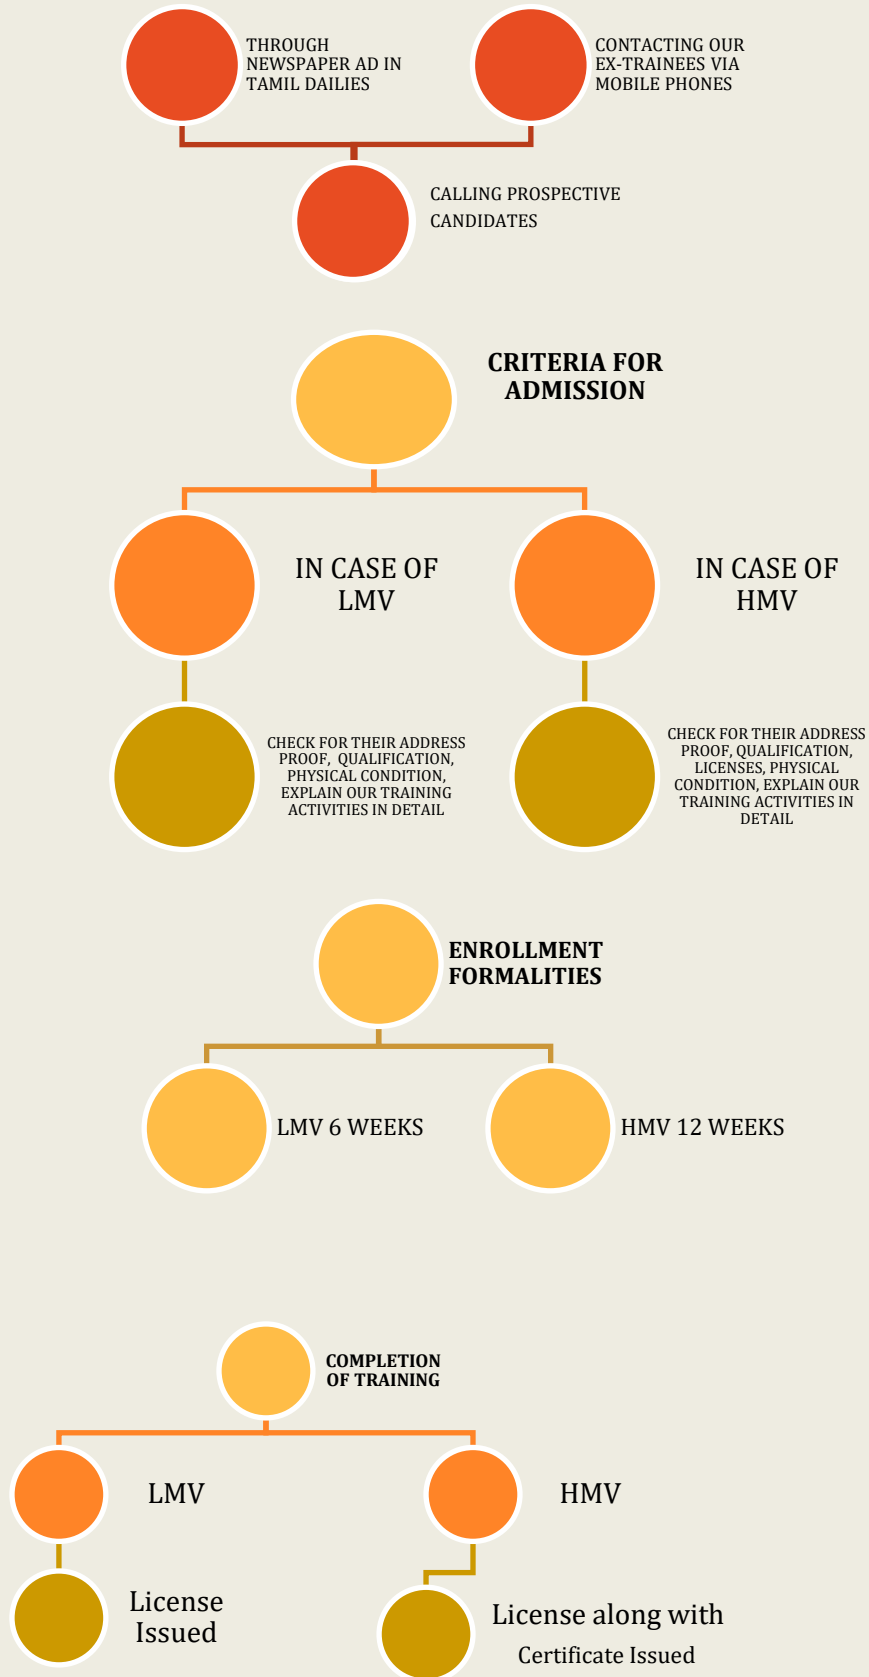 THROUGH
NEWSPAPER AD IN
TAMIL DAILIES
CONTACTING OUR
EX-TRAINEES VIA
MOBILE PHONES
CALLING PROSPECTIVE
CANDIDATES
CRITERIA FOR
ADMISSION
IN CASE OF
LMV
IN CASE OF
HMV
CHECK FOR THEIR ADDRESS
PROOF, QUALIFICATION,
PHYSICAL CONDITION,
EXPLAIN OUR TRAINING
ACTIVITIES IN DETAIL
CHECK FOR THEIR ADDRESS
PROOF, QUALIFICATION,
LICENSES, PHYSICAL
CONDITION, EXPLAIN OUR
TRAINING ACTIVITIES IN
DETAIL
ENROLLMENT
FORMALITIES
LMV 6 WEEKS
HMV 12 WEEKS
COMPLETION
OF TRAINING
LMV
HMV
License
Issued
License along with
Certificate Issued